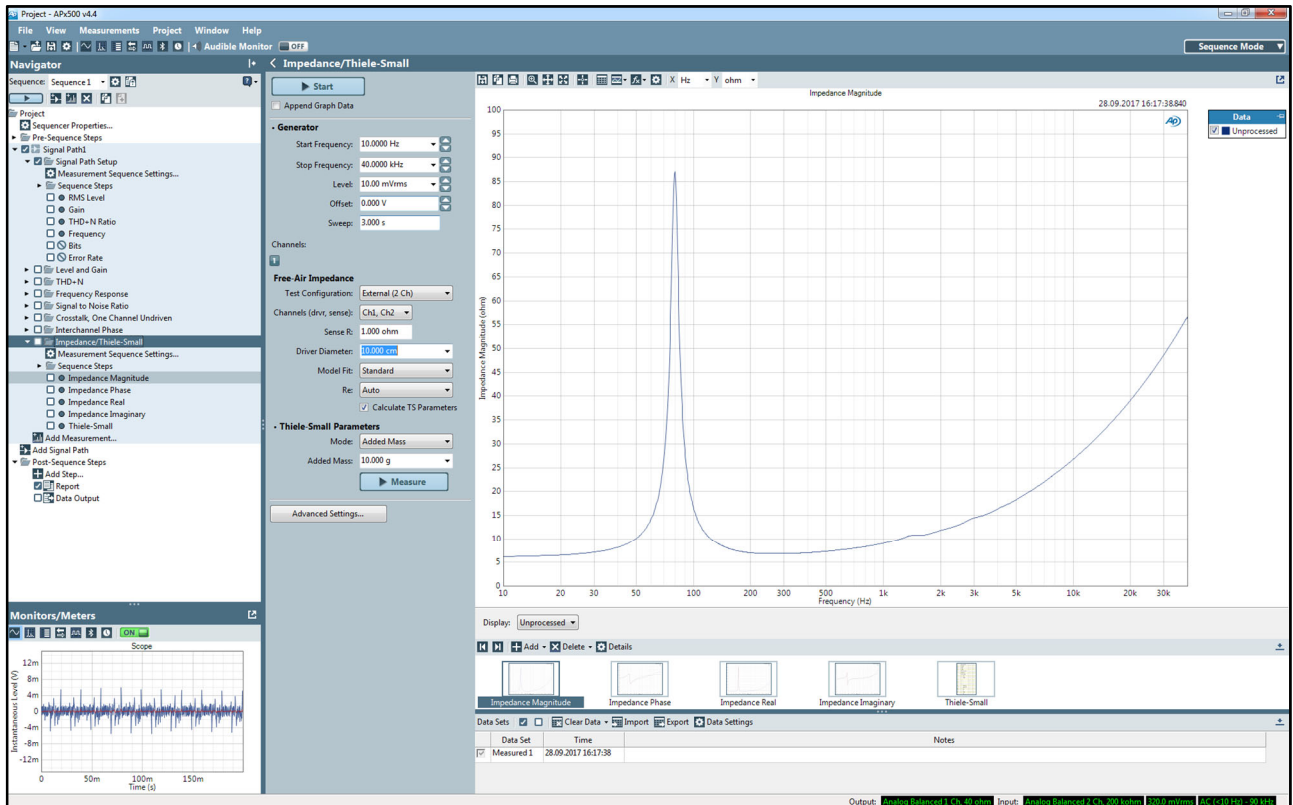 Project - APx500 v4.4
File View Measurements Project Window Help
Audible Monitor OFF
Sequence Mode
Navigator
Sequence: Sequence 1
Project
Sequencer Properties...
Pre-Sequence Steps
Signal Path1
Signal Path Setup
Measurement Sequence Settings...
Sequence Steps
RMS Level
Gain
THD+N Ratio
Frequency
Bits
Error Rate
Level and Gain
THD+N
Frequency Response
Signal to Noise Ratio
Crosstalk, One Channel Undriven
Interchannel Phase
Impedance/Thiele-Small
Measurement Sequence Settings...
Sequence Steps
Impedance Magnitude
Impedance Phase
Impedance Real
Impedance Imaginary
Thiele-Small
Add Measurement...
Add Signal Path
Post-Sequence Steps
Add Step...
Report
Data Output
Monitors/Meters
ON
Scope
Instantaneous Level (V)
12m
8m
4m
0
-4m
-8m
-12m
0 50m 100m 150m
Time (s)
Impedance/Thiele-Small
Start
Append Graph Data
Generator
Start Frequency: 10.0000 Hz
Stop Frequency: 40.0000 kHz
Level: 10.00 mVrms
Offset: 0.000 V
Sweep: 3.000 s
Channels:
1
Free-Air Impedance
Test Configuration: External (2 Ch)
Channels (drvr, sense): Ch1, Ch2
Sense R: 1.000 ohm
Driver Diameter: 10.000 cm
Model Fit: Standard
Re: Auto
Calculate TS Parameters
Thiele-Small Parameters
Mode: Added Mass
Added Mass: 10.000 g
Measure
Advanced Settings...
X Hz Y ohm
Impedance Magnitude
28.09.2017 16:17:38.840
AP
Data
Unprocessed
Impedance Magnitude (ohm)
100
95
90
85
80
75
70
65
60
55
50
45
40
35
30
25
20
15
10
5
0
10 20 30 50 100 200 300 500 1k 2k 3k 5k 10k 20k 30k
Frequency (Hz)
Display: Unprocessed
Add Delete Details
Impedance Magnitude Impedance Phase Impedance Real Impedance Imaginary Thiele-Small
Data Sets Clear Data Import Export Data Settings
Data Set Time Notes
Measured 1 28.09.2017 16:17:38
Output: Analog Balanced 1 Ch, 40 ohm Input: Analog Balanced 2 Ch, 200 kohm 320.0 mVrms AC (<10 Hz) - 90 kHz